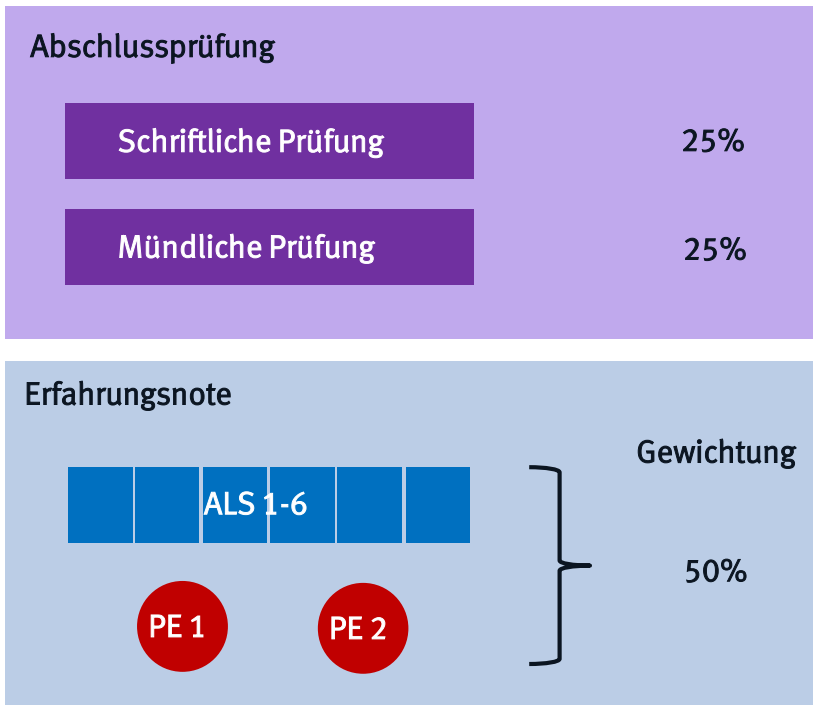 Abschlussprüfung
Schriftliche Prüfung 25%
Mündliche Prüfung 25%
Erfahrungsnote
Gewichtung
ALS 1-6
50%
PE 1 PE 2